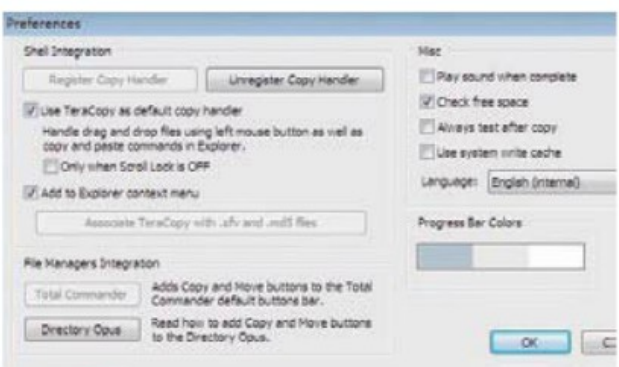 Preferences
Shell Integration
Register Copy Handler
Unregister Copy Handler
Use TeraCopy as default copy handler
Handle drag and drop files using left mouse button as well as
copy and paste commands in Explorer.
Only when Scroll Lock is OFF
Add to Explorer context menu
Associate TeraCopy with .sfv and .md5 files
File Managers Integration
Total Commander
Adds Copy and Move buttons to the Total
Commander default buttons bar.
Directory Opus
Read how to add Copy and Move buttons
to the Directory Opus.
Misc
Play sound when complete
Check free space
Always test after copy
Use system write cache
Language: English (internal)
Progress Bar Colors
OK